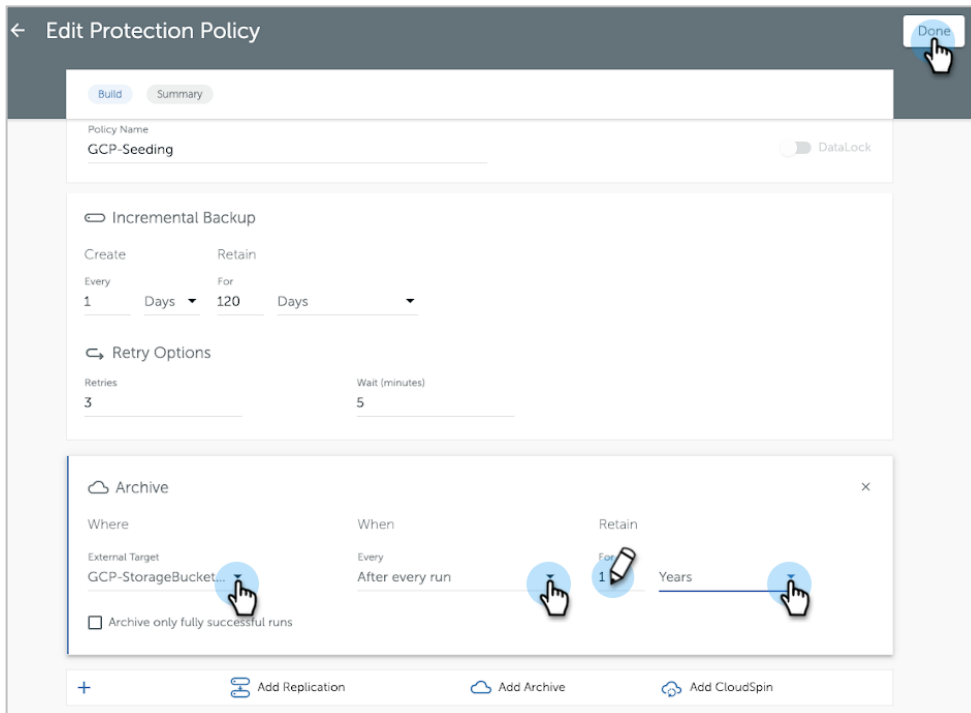 Edit Protection Policy
Done
Build Summary
Policy Name
GCP-Seeding
DataLock
Incremental Backup
Create Retain
Every For
1 Days 120 Days
Retry Options
Retries Wait (minutes)
3 5
Archive
Where When Retain
External Target Every For
GCP-StorageBucket... After every run 1 Years
Archive only fully successful runs
+ Add Replication Add Archive Add CloudSpin